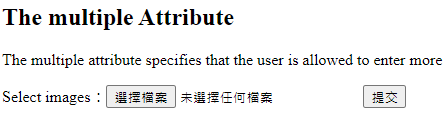 The multiple Attribute
The multiple attribute specifies that the user is allowed to enter more
Select images：選擇檔案 未選擇任何檔案 提交